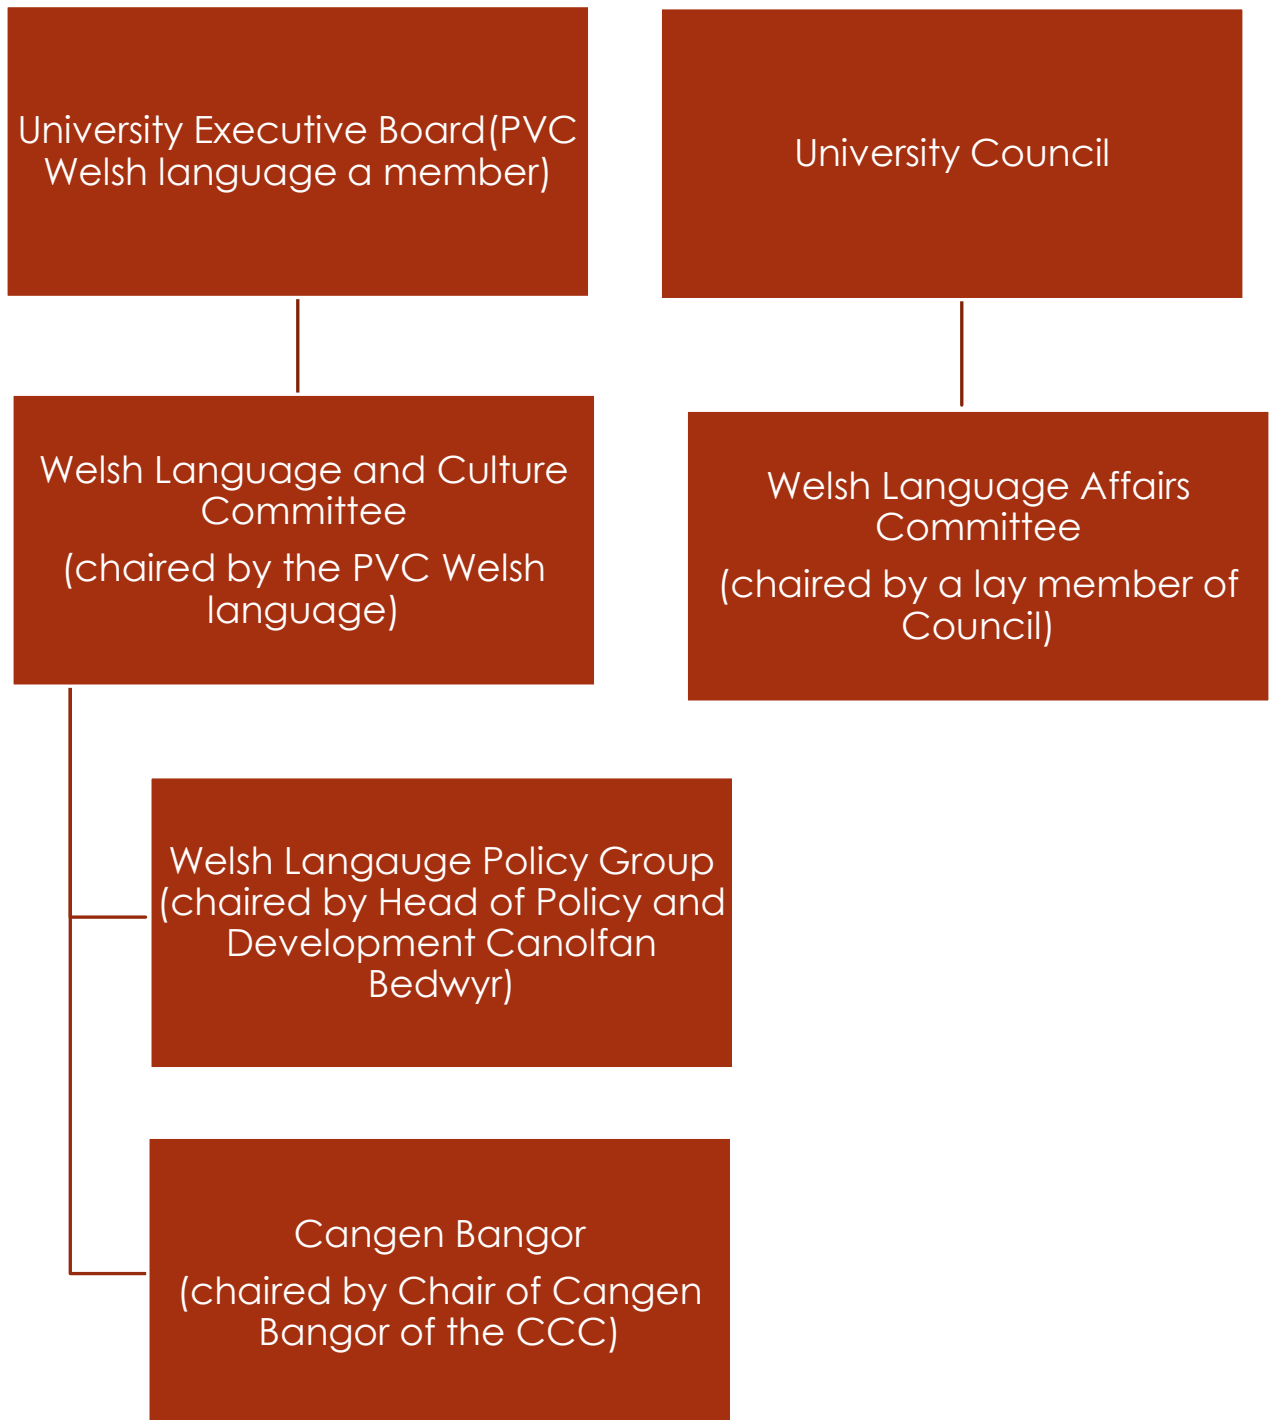 University Executive Board(PVC
Welsh language a member)
University Council
Welsh Language and Culture
Committee
(chaired by the PVC Welsh
language)
Welsh Language Affairs
Committee
(chaired by a lay member of
Council)
Welsh Langauge Policy Group
(chaired by Head of Policy and
Development Canolfan
Bedwyr)
Cangen Bangor
(chaired by Chair of Cangen
Bangor of the CCC)